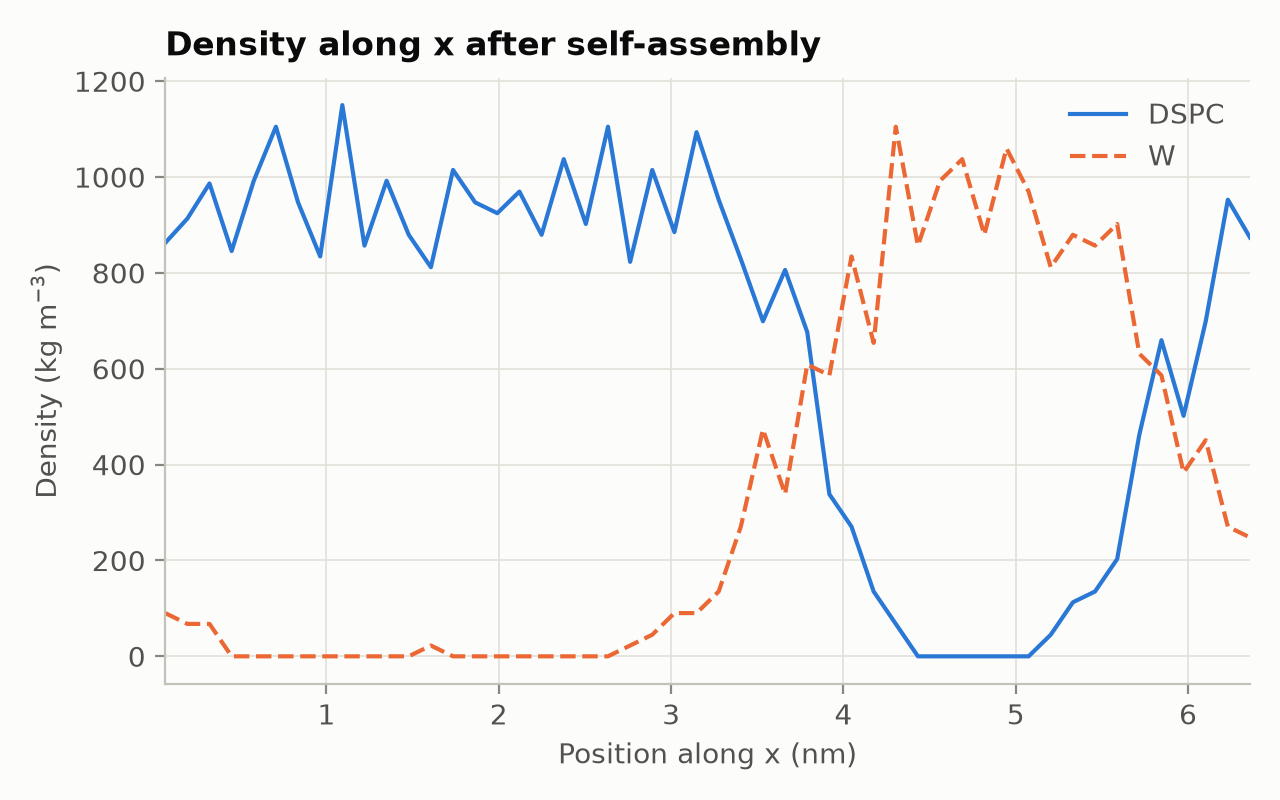 Density along x after self-assembly
1200
1000
800
600
400
200
0
Density (kg m⁻³)
DSPC
W
1 2 3 4 5 6
Position along x (nm)